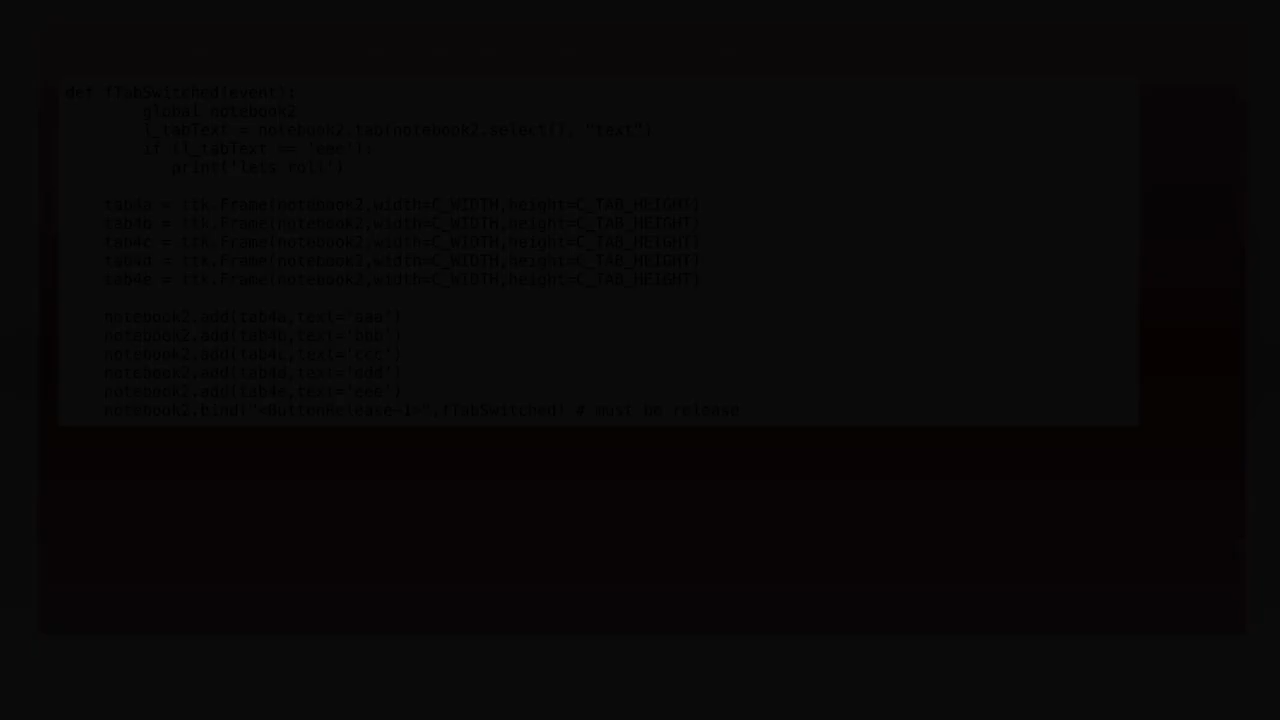 def fTabSwitched(event):
        global notebook2
        l_tabText = notebook2.tab(notebook2.select(), "text")
        if (l_tabText == 'eee'):
           print('lets roll')

    tab4a = ttk.Frame(notebook2,width=C_WIDTH,height=C_TAB_HEIGHT)
    tab4b = ttk.Frame(notebook2,width=C_WIDTH,height=C_TAB_HEIGHT)
    tab4c = ttk.Frame(notebook2,width=C_WIDTH,height=C_TAB_HEIGHT)
    tab4d = ttk.Frame(notebook2,width=C_WIDTH,height=C_TAB_HEIGHT)
    tab4e = ttk.Frame(notebook2,width=C_WIDTH,height=C_TAB_HEIGHT)

    notebook2.add(tab4a,text='aaa')
    notebook2.add(tab4b,text='bbb')
    notebook2.add(tab4c,text='ccc')
    notebook2.add(tab4d,text='ddd')
    notebook2.add(tab4e,text='eee')
    notebook2.bind("<ButtonRelease-1>",fTabSwitched) # must be release